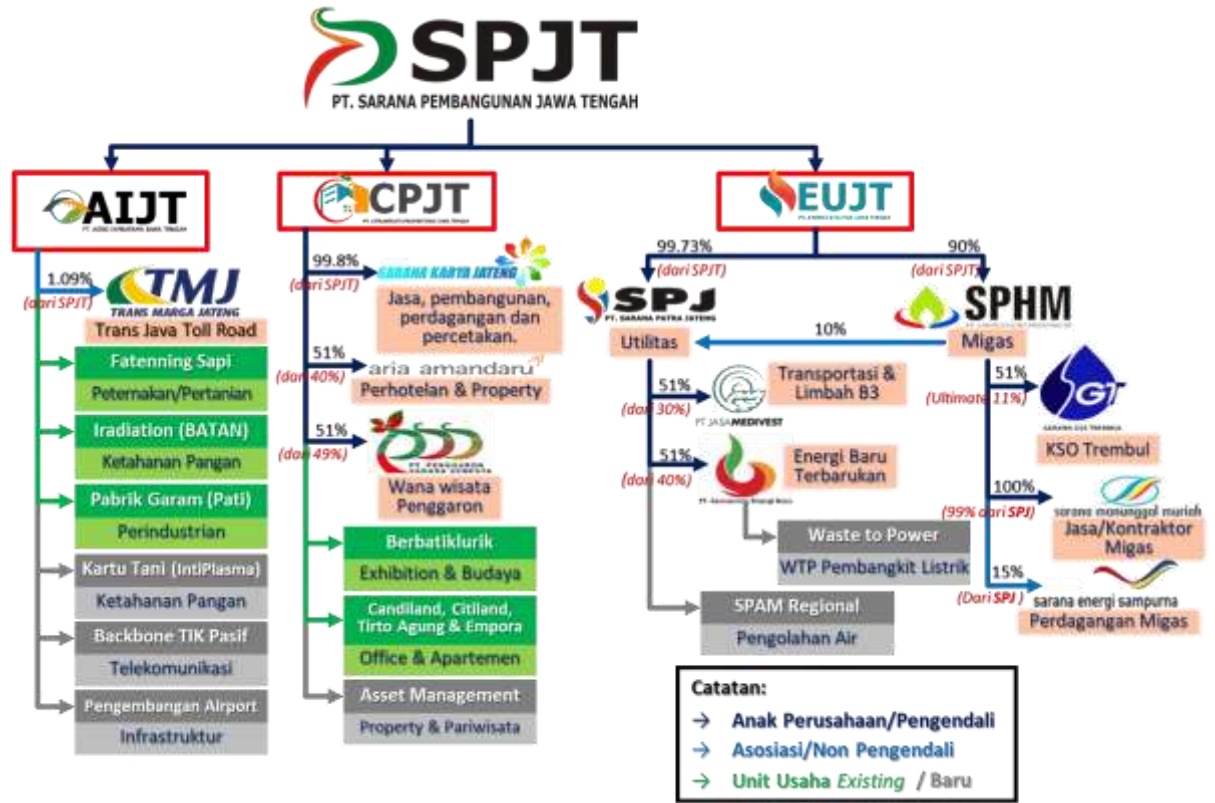 SPJT
PT. SARANA PEMBANGUNAN JAWA TENGAH
AIJT
CPJT
EUJT
1.09%
(dari SPJT)
TMJ
TRANS MARGA JATENG
Trans Java Toll Road
Fatenning Sapi
Peternakan/Pertanian
Iradiation (BATAN)
Ketahanan Pangan
Pabrik Garam (Pati)
Perindustrian
Kartu Tani (IntiPlasma)
Ketahanan Pangan
Backbone TIK Pasif
Telekomunikasi
Pengembangan Airport
Infrastruktur
99.8%
(dari SPJT)
SARANA KARYA JATENG
Jasa, pembangunan,
perdagangan dan
percetakan.
51%
(dari 40%)
aria amandaru
Perhotelan & Property
51%
(dari 49%)
Wana wisata
Penggaron
Berbatiklurik
Exhibition & Budaya
Candiland, Citiland,
Tirto Agung & Empora
Office & Apartemen
Asset Management
Property & Pariwisata
99.73%
(dari SPJT)
SPJ
PT. SARANA PATRA JATENG
Utilitas
90%
(dari SPJT)
SPHM
Migas
10%
51%
(dari 30%)
PT JASA MEDIVEST
Transportasi &
Limbah B3
51%
(dari 40%)
Energi Baru
Terbarukan
Waste to Power
WTP Pembangkit Listrik
SPAM Regional
Pengolahan Air
51%
(Ultimate 11%)
GT
KSO Trembul
100%
(99% dari SPJ)
sarana manunggal muriah
Jasa/Kontraktor
Migas
15%
(Dari SPJ )
sarana energi sampurna
Perdagangan Migas
Catatan:
→ Anak Perusahaan/Pengendali
→ Asosiasi/Non Pengendali
→ Unit Usaha Existing / Baru